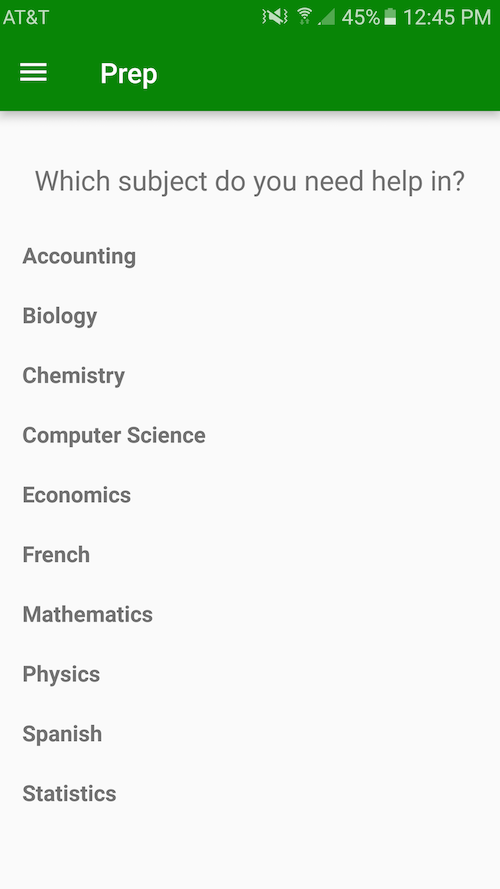 AT&T 45% 12:45 PM
Prep
Which subject do you need help in?
Accounting
Biology
Chemistry
Computer Science
Economics
French
Mathematics
Physics
Spanish
Statistics